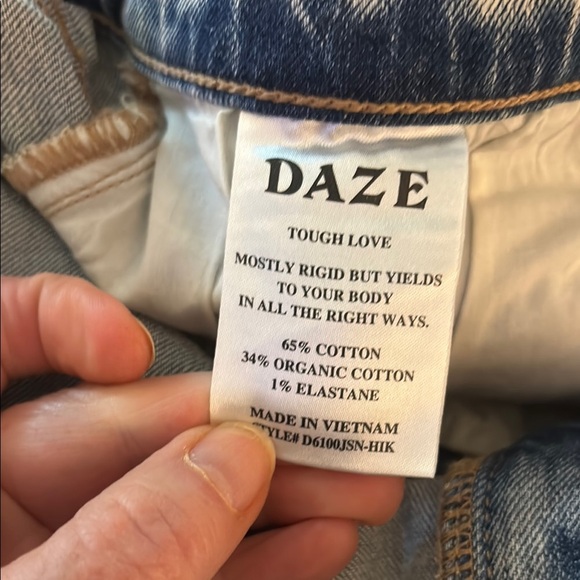 DAZE
TOUGH LOVE
MOSTLY RIGID BUT YIELDS
TO YOUR BODY
IN ALL THE RIGHT WAYS.
65% COTTON
34% ORGANIC COTTON
1% ELASTANE
MADE IN VIETNAM
STYLE# D6100JSN-HIK